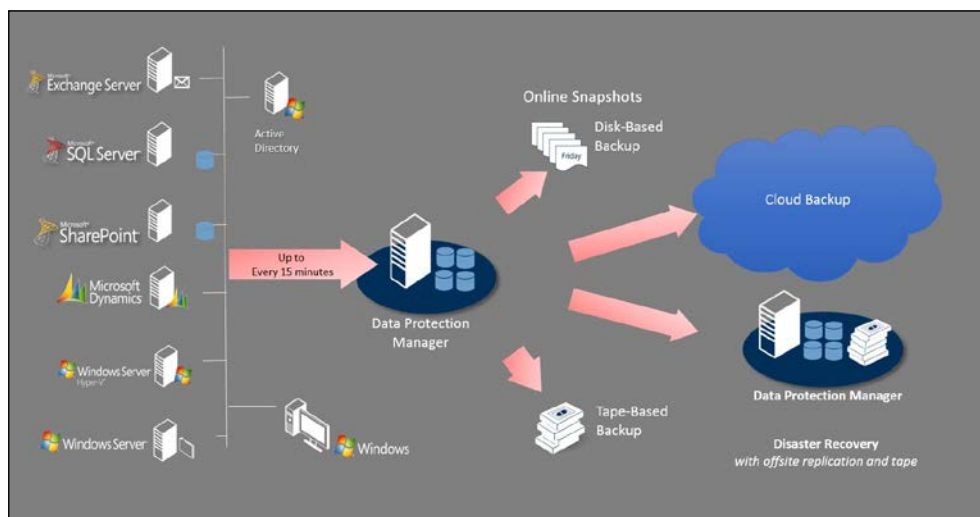 Microsoft®
Exchange Server
Active
Directory
Microsoft®
SQL Server
Microsoft®
SharePoint
Microsoft
Dynamics
Windows Server
Hyper-V
Windows Server
Windows
Up to
Every 15 minutes
Data Protection
Manager
Online Snapshots
Disk-Based
Backup
Friday
Tape-Based
Backup
Cloud Backup
Data Protection Manager
Disaster Recovery
with offsite replication and tape